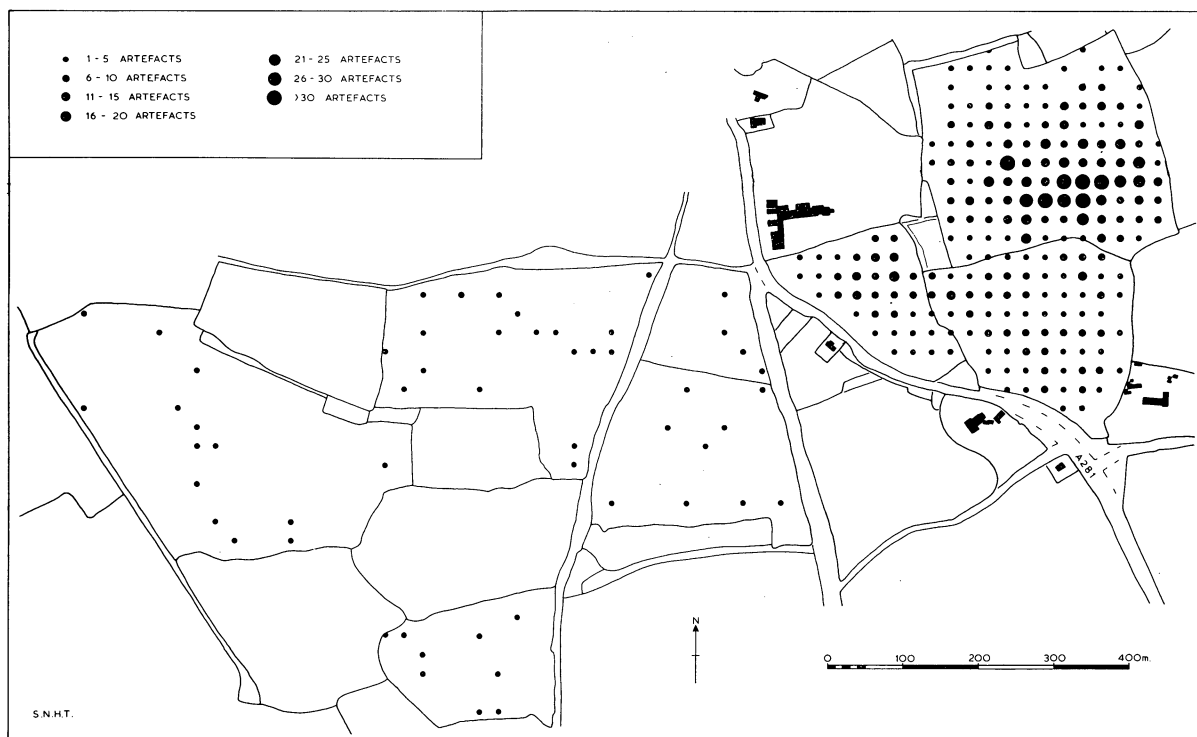 1 - 5 ARTEFACTS
6 - 10 ARTEFACTS
11 - 15 ARTEFACTS
16 - 20 ARTEFACTS
21 - 25 ARTEFACTS
26 - 30 ARTEFACTS
>30 ARTEFACTS
A281
N
0 100 200 300 400m.
S.N.H.T.